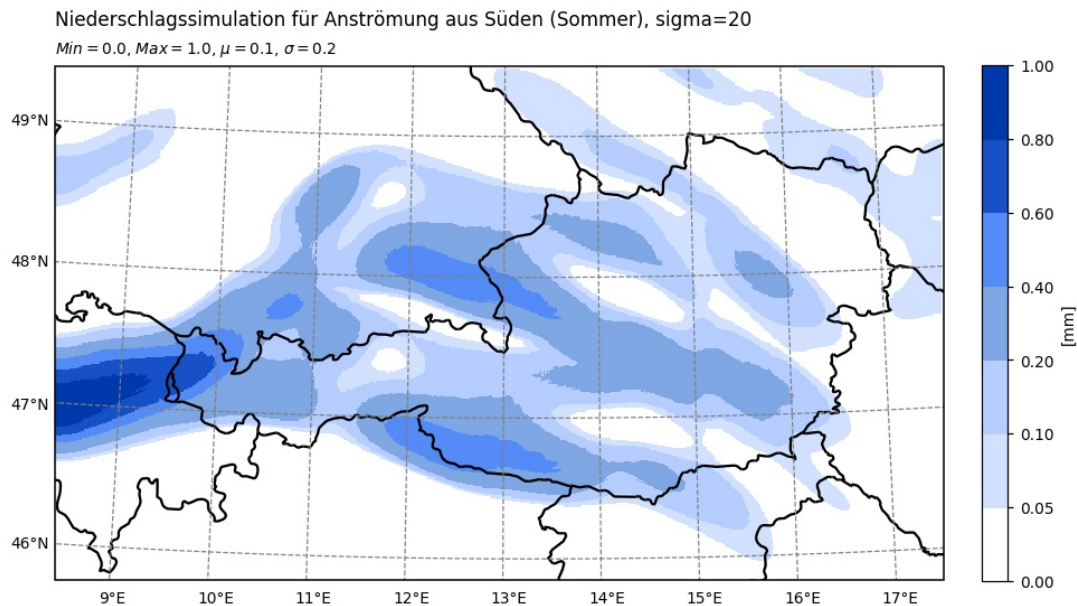 Niederschlagssimulation für Anströmung aus Süden (Sommer), sigma=20
Min = 0.0, Max = 1.0, μ = 0.1, σ = 0.2
49°N
48°N
47°N
46°N
9°E 10°E 11°E 12°E 13°E 14°E 15°E 16°E 17°E
1.00
0.80
0.60
0.40
0.20
0.10
0.05
0.00
[mm]